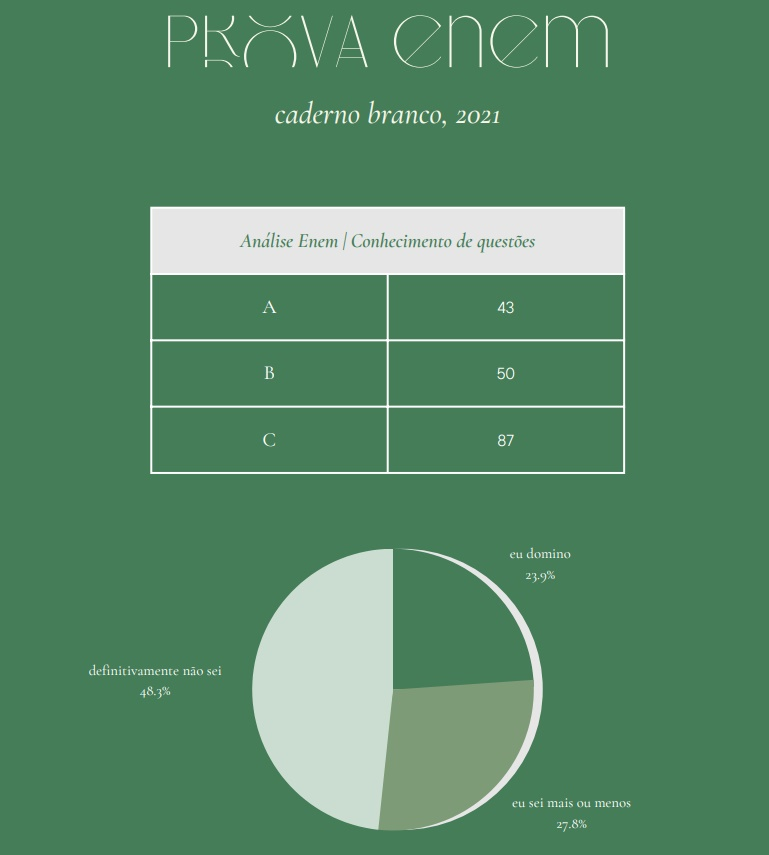 PROVA enem
caderno branco, 2021
Análise Enem | Conhecimento de questões
A 43
B 50
C 87
eu domino
23.9%
definitivamente não sei
48.3%
eu sei mais ou menos
27.8%